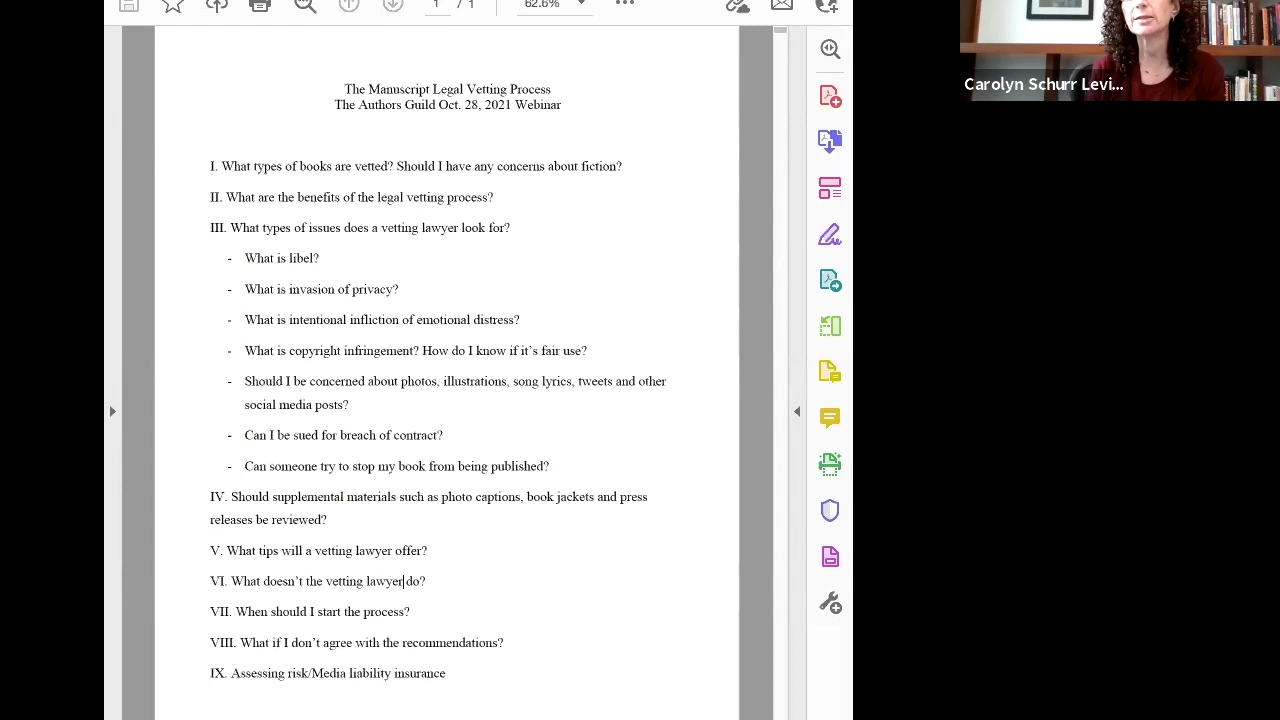 1 / 1
62.6%
Carolyn Schurr Levi...
The Manuscript Legal Vetting Process
The Authors Guild Oct. 28, 2021 Webinar
I. What types of books are vetted? Should I have any concerns about fiction?
II. What are the benefits of the legal vetting process?
III. What types of issues does a vetting lawyer look for?
- What is libel?
- What is invasion of privacy?
- What is intentional infliction of emotional distress?
- What is copyright infringement? How do I know if it’s fair use?
- Should I be concerned about photos, illustrations, song lyrics, tweets and other
social media posts?
- Can I be sued for breach of contract?
- Can someone try to stop my book from being published?
IV. Should supplemental materials such as photo captions, book jackets and press
releases be reviewed?
V. What tips will a vetting lawyer offer?
VI. What doesn’t the vetting lawyer do?
VII. When should I start the process?
VIII. What if I don’t agree with the recommendations?
IX. Assessing risk/Media liability insurance